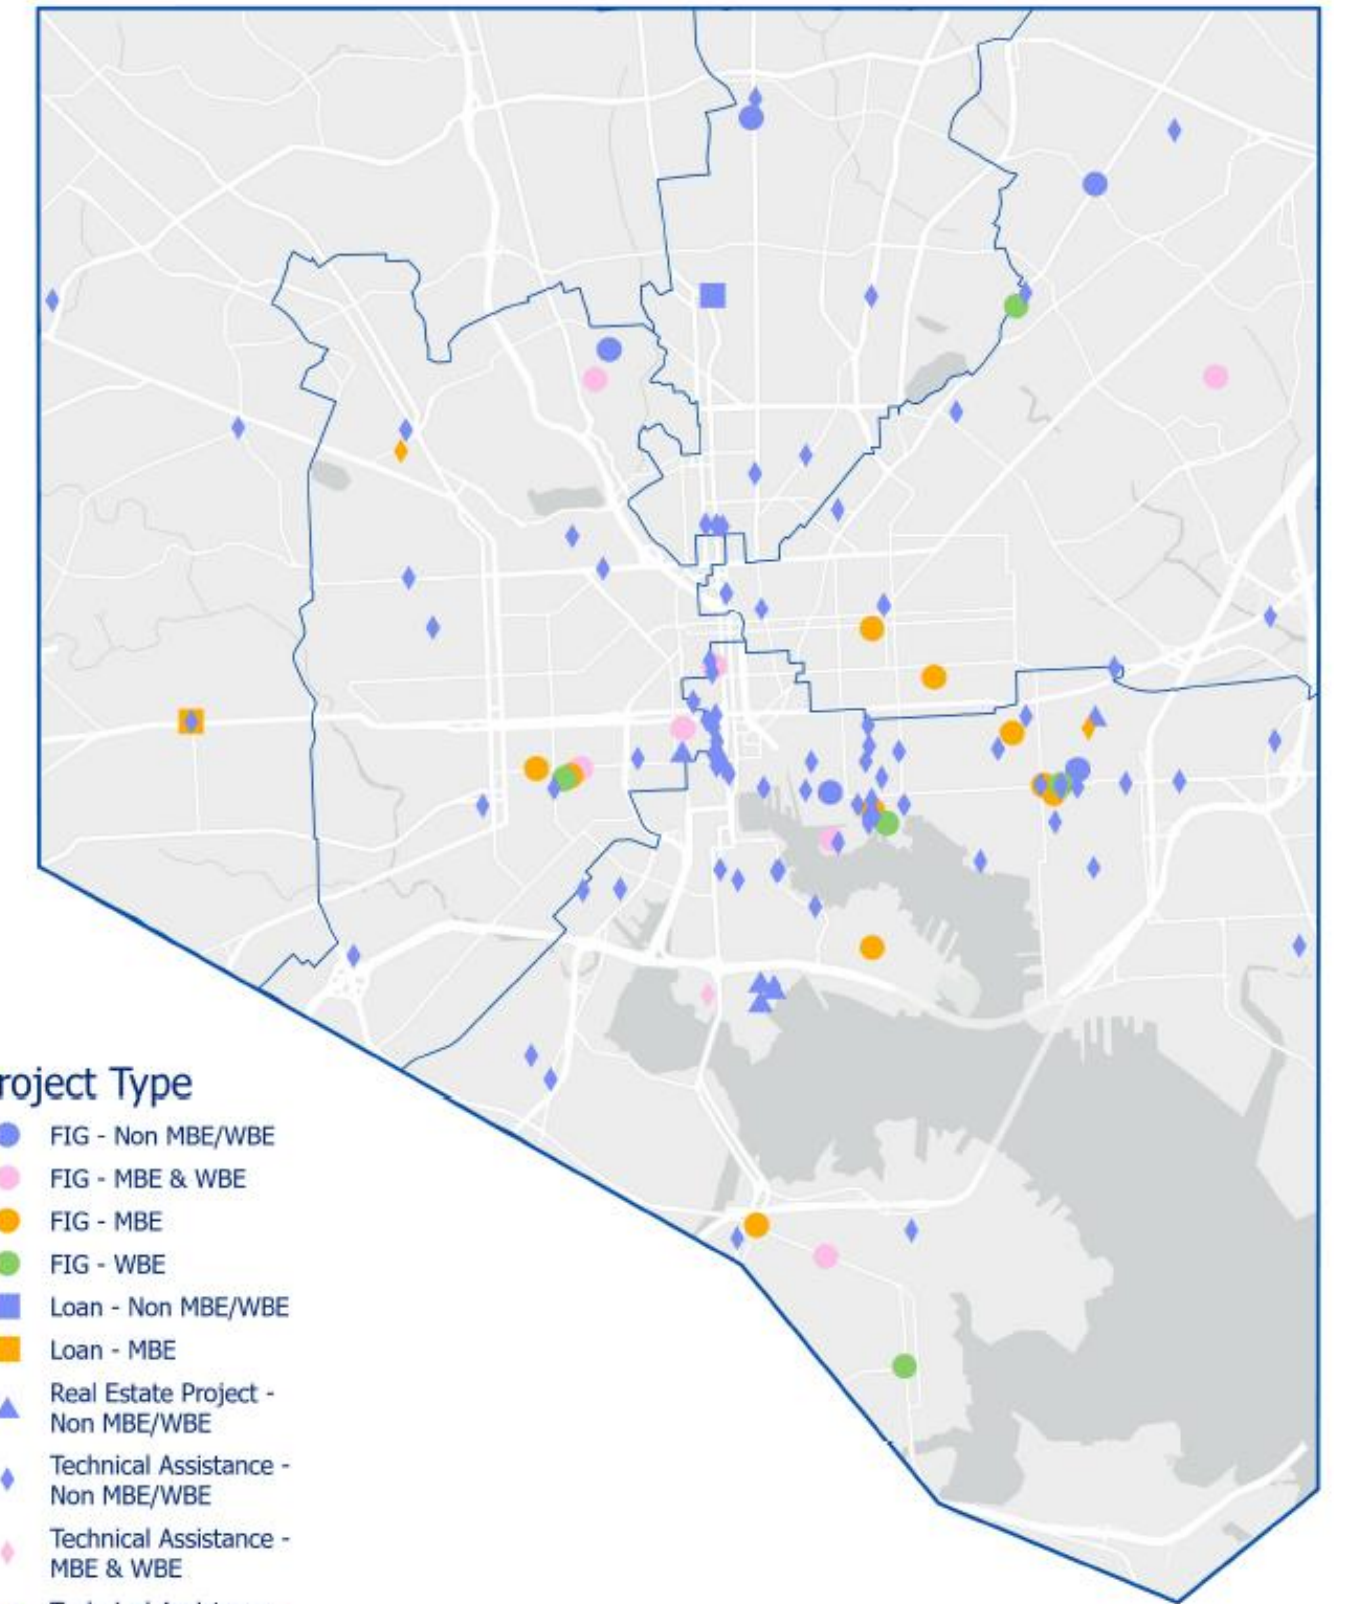 roject Type
FIG - Non MBE/WBE
FIG - MBE & WBE
FIG - MBE
FIG - WBE
Loan - Non MBE/WBE
Loan - MBE
Real Estate Project -
Non MBE/WBE
Technical Assistance -
Non MBE/WBE
Technical Assistance -
MBE & WBE